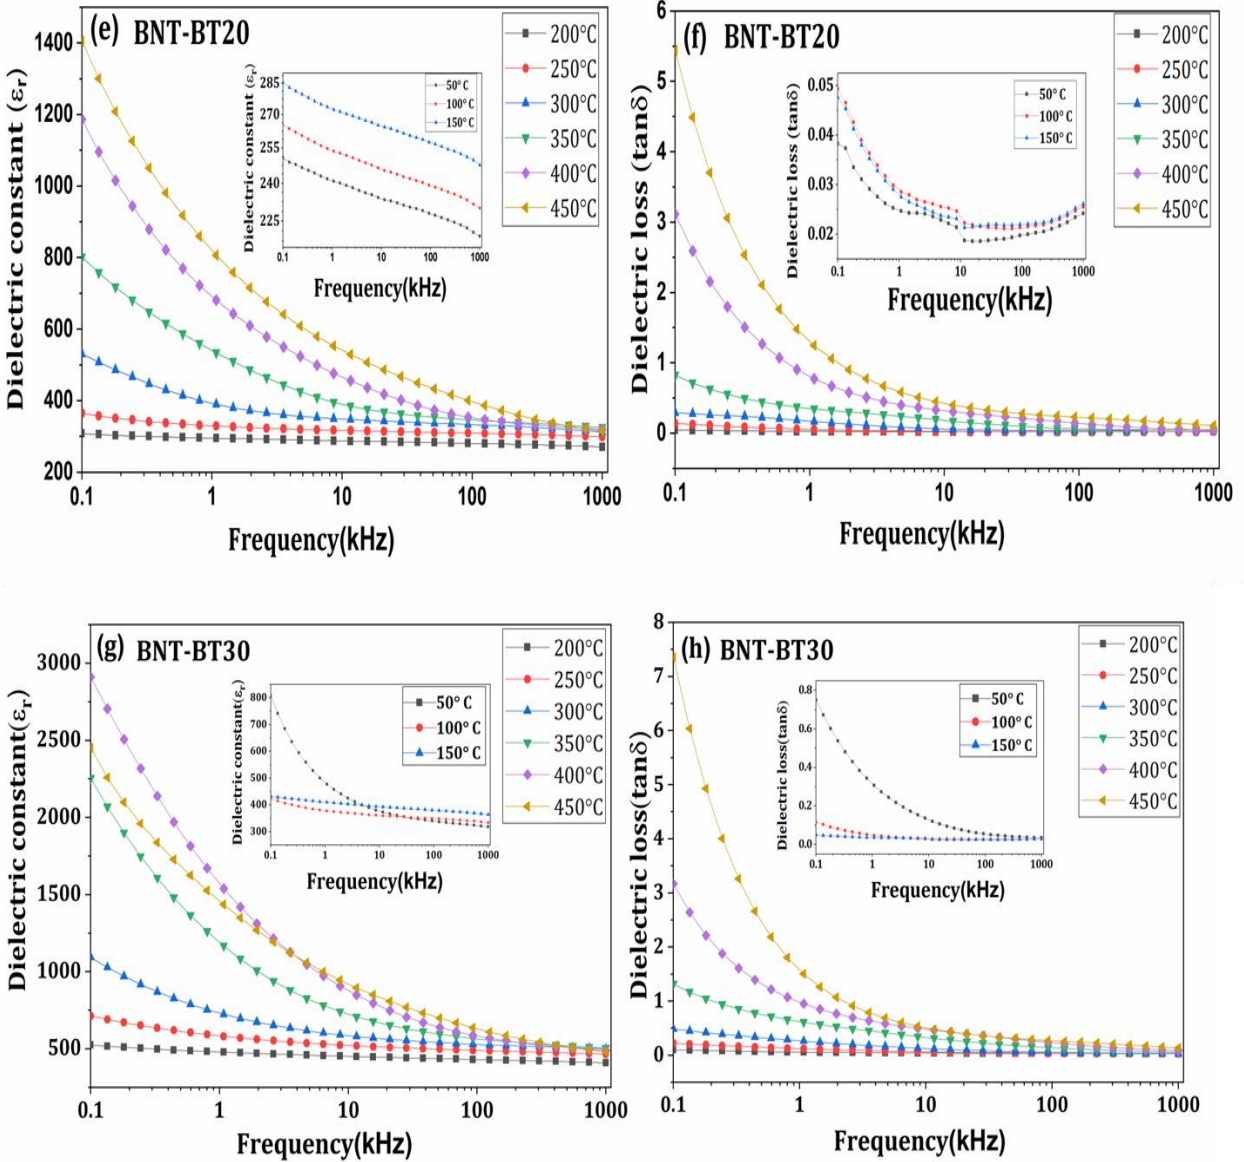 (e) BNT-BT20
Dielectric constant (εr)
1400
1200
1000
800
600
400
200
0.1 1 10 100 1000
Frequency(kHz)
200°C
250°C
300°C
350°C
400°C
450°C
Dielectric constant (εr)
285
270
255
240
225
0.1 1 10 100 1000
Frequency(kHz)
50° C
100° C
150° C
(f) BNT-BT20
Dielectric loss (tanδ)
6
5
4
3
2
1
0
0.1 1 10 100 1000
Frequency(kHz)
200°C
250°C
300°C
350°C
400°C
450°C
Dielectric loss (tanδ)
0.05
0.04
0.03
0.02
0.1 1 10 100 1000
Frequency(kHz)
50° C
100° C
150° C
(g) BNT-BT30
Dielectric constant(εr)
3000
2500
2000
1500
1000
500
0.1 1 10 100 1000
Frequency(kHz)
200°C
250°C
300°C
350°C
400°C
450°C
Dielectric constant(εr)
800
700
600
500
400
300
0.1 1 10 100 1000
Frequency(kHz)
50° C
100° C
150° C
(h) BNT-BT30
Dielectric loss(tanδ)
8
7
6
5
4
3
2
1
0
0.1 1 10 100 1000
Frequency(kHz)
200°C
250°C
300°C
350°C
400°C
450°C
Dielectric loss(tanδ)
0.8
0.6
0.4
0.2
0.0
0.1 1 10 100 1000
Frequency(kHz)
50° C
100° C
150° C